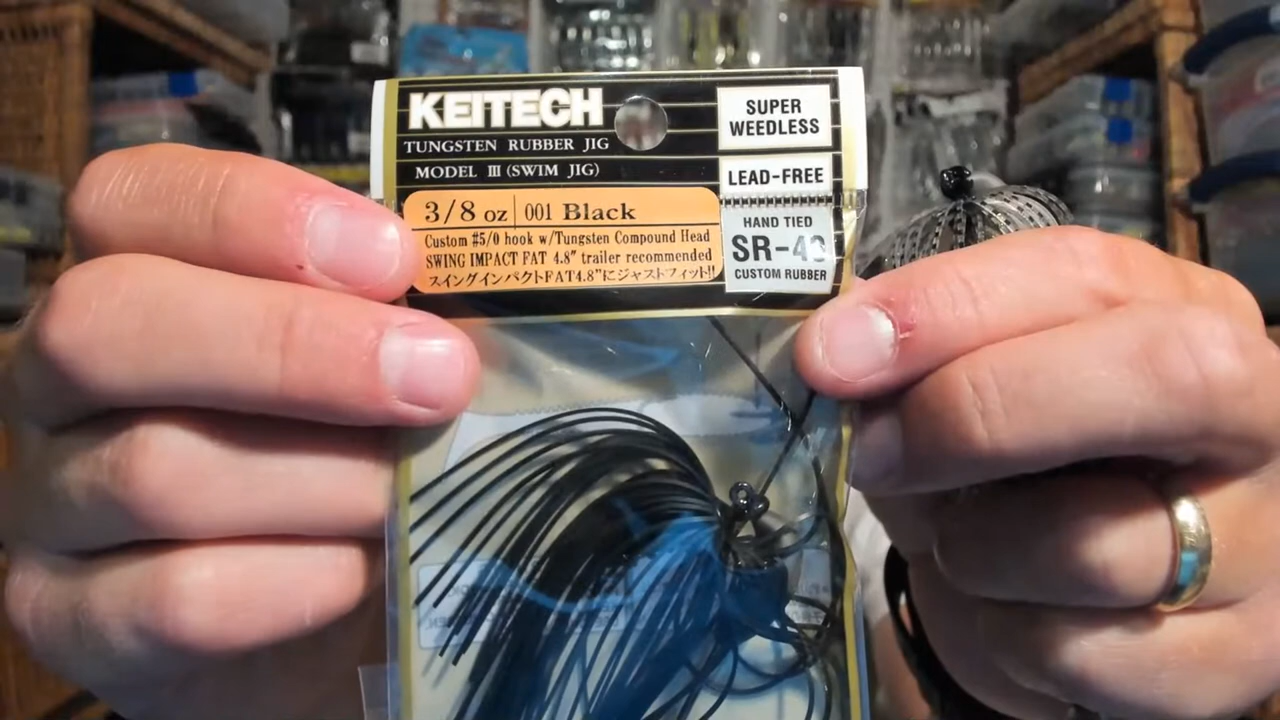 KEITECH
TUNGSTEN RUBBER JIG
MODEL III (SWIM JIG)
SUPER
WEEDLESS
LEAD-FREE
3/8 oz 001 Black
Custom #5/0 hook w/Tungsten Compound Head
SWING IMPACT FAT 4.8" trailer recommended
スイングインパクトFAT4.8"にジャストフィット!!
HAND TIED
CUSTOM RUBBER